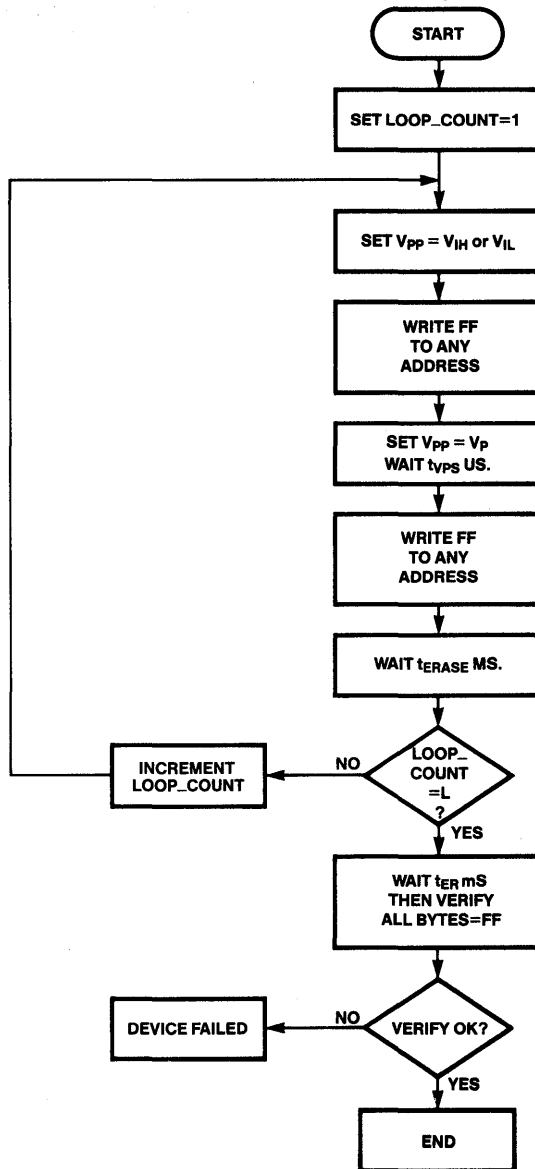 START
SET LOOP_COUNT=1
SET VPP = VIH or VIL
WRITE FF
TO ANY
ADDRESS
SET VPP = VP
WAIT tVPS US.
WRITE FF
TO ANY
ADDRESS
WAIT tERASE MS.
LOOP_
COUNT
=L
?
NO
INCREMENT
LOOP_COUNT
YES
WAIT tER mS
THEN VERIFY
ALL BYTES=FF
VERIFY OK?
NO
DEVICE FAILED
YES
END